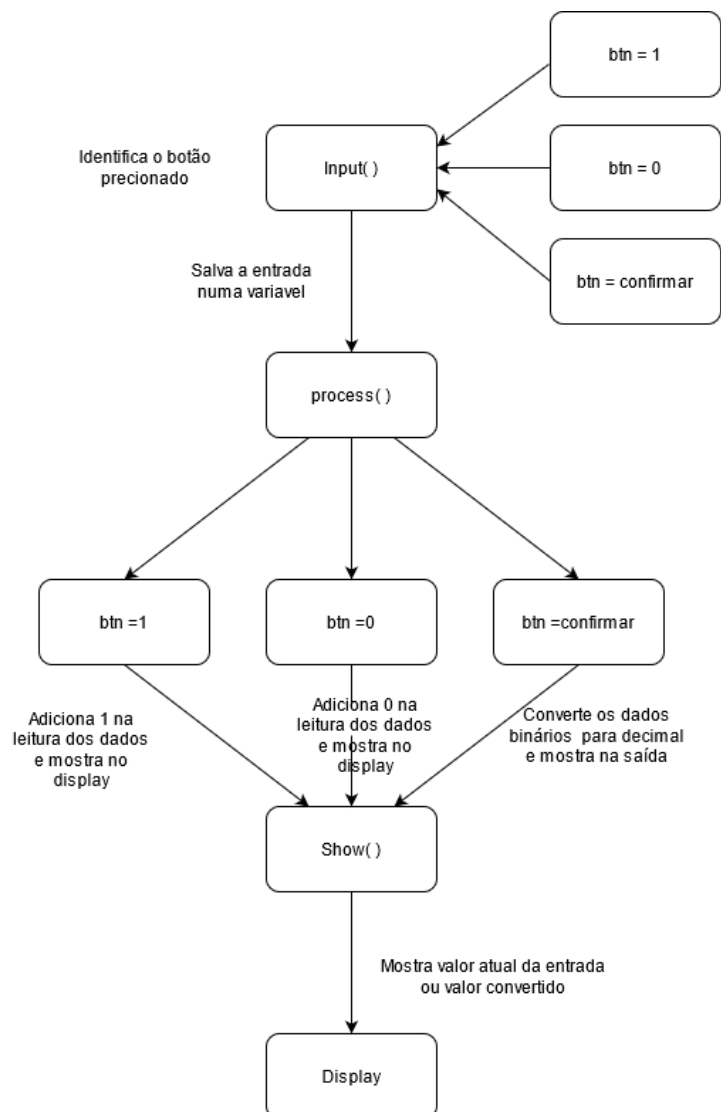 btn = 1
Identifica o botão
precionado
Input( )
btn = 0
btn = confirmar
Salva a entrada
numa variavel
process( )
btn =1
btn =0
btn =confirmar
Adiciona 1 na
leitura dos dados
e mostra no
display
Adiciona 0 na
leitura dos dados
e mostra no
display
Converte os dados
binários  para decimal
e mostra na saída
Show( )
Mostra valor atual da entrada
ou valor convertido
Display